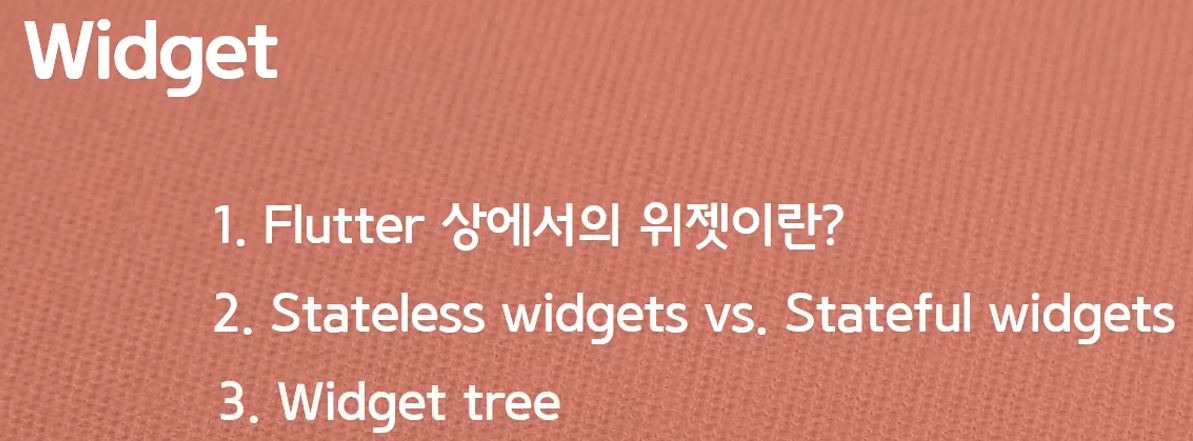 Widget
1. Flutter 상에서의 위젯이란?
2. Stateless widgets vs. Stateful widgets
3. Widget tree